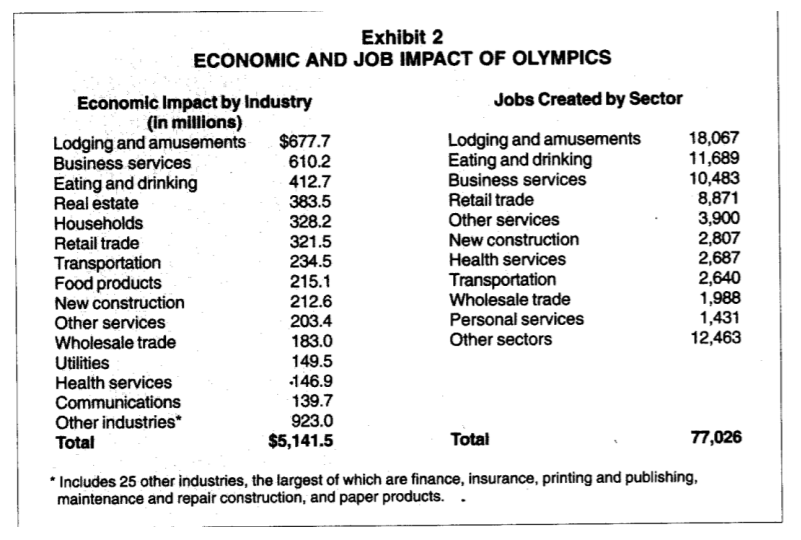 Exhibit 2
ECONOMIC AND JOB IMPACT OF OLYMPICS
Economic Impact by Industry
(in millions)
Lodging and amusements $677.7
Business services 610.2
Eating and drinking 412.7
Real estate 383.5
Households 328.2
Retail trade 321.5
Transportation 234.5
Food products 215.1
New construction 212.6
Other services 203.4
Wholesale trade 183.0
Utilities 149.5
Health services 146.9
Communications 139.7
Other industries* 923.0
Total $5,141.5
Jobs Created by Sector
Lodging and amusements 18,067
Eating and drinking 11,689
Business services 10,483
Retail trade 8,871
Other services 3,900
New construction 2,807
Health services 2,687
Transportation 2,640
Wholesale trade 1,988
Personal services 1,431
Other sectors 12,463
Total 77,026
* Includes 25 other industries, the largest of which are finance, insurance, printing and publishing,
maintenance and repair construction, and paper products.